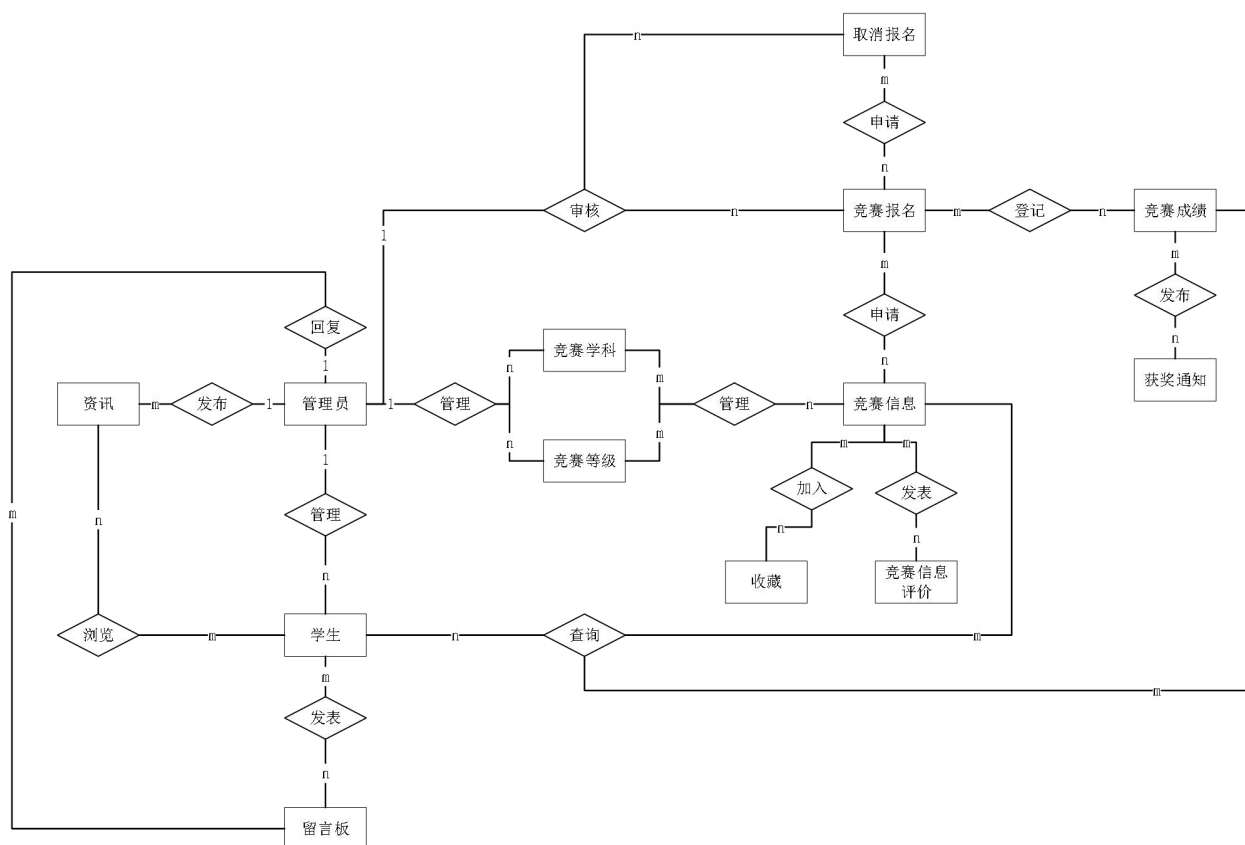 n
取消报名
m
申请
n
审核
n
竞赛报名
m
登记
n
竞赛成绩
1
m
m
回复
申请
发布
1
竞赛学科
n
n
n
m
获奖通知
资讯
m
发布
1
管理员
1
管理
管理
n
竞赛信息
n
m
1
竞赛等级
m
m
加入
发表
m
n
管理
n
n
n
收藏
竞赛信息
评价
浏览
m
学生
n
查询
m
m
m
发表
n
留言板